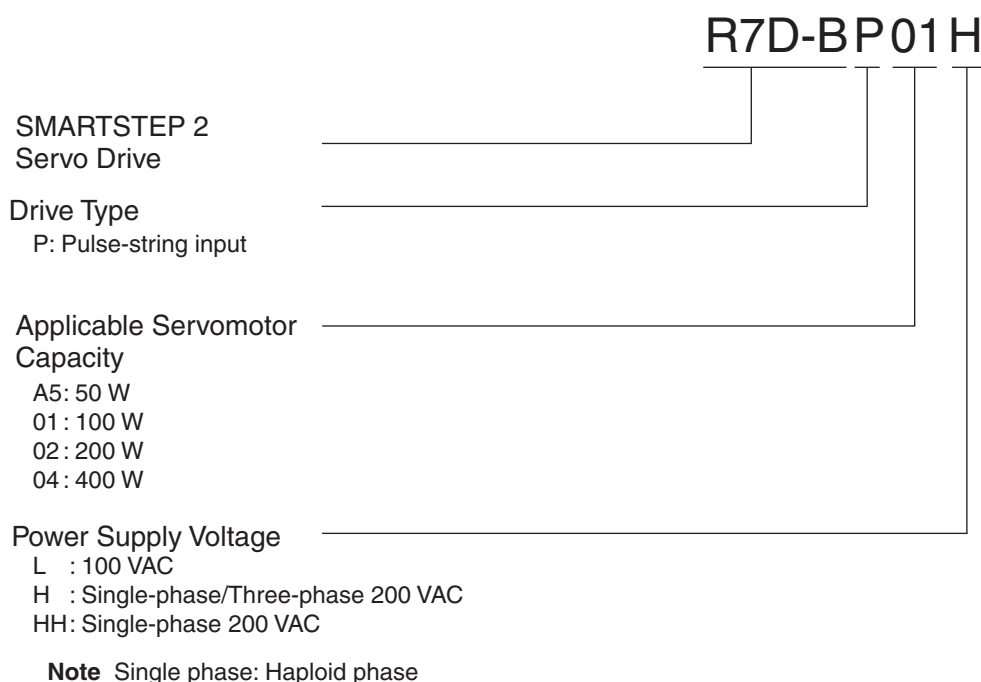 R7D-BP01H
SMARTSTEP 2
Servo Drive
Drive Type
P: Pulse-string input
Applicable Servomotor
Capacity
A5: 50 W
01: 100 W
02: 200 W
04: 400 W
Power Supply Voltage
L : 100 VAC
H : Single-phase/Three-phase 200 VAC
HH: Single-phase 200 VAC
Note Single phase: Haploid phase